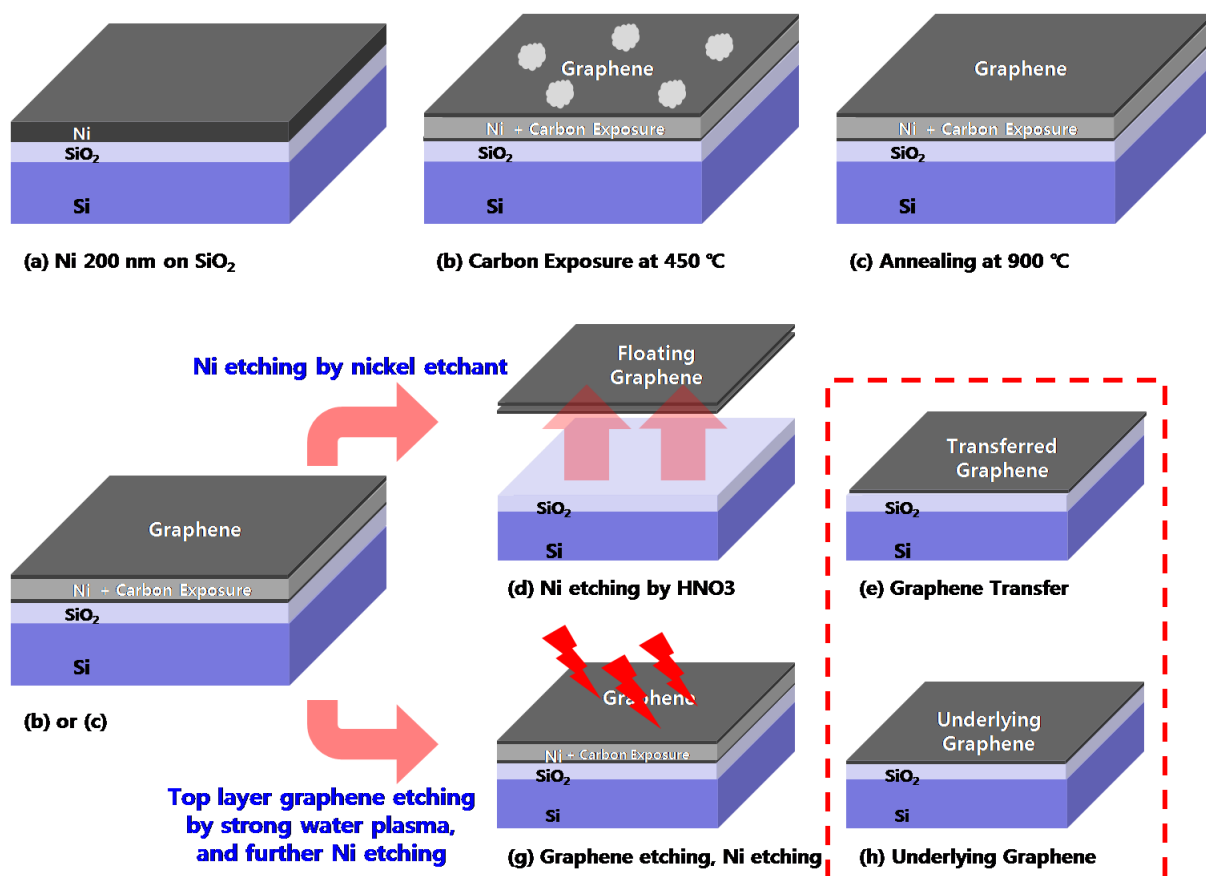 Ni
SiO₂
Si
(a) Ni 200 nm on SiO₂
Graphene
Ni + Carbon Exposure
SiO₂
Si
(b) Carbon Exposure at 450 ℃
Graphene
Ni + Carbon Exposure
SiO₂
Si
(c) Annealing at 900 ℃
Ni etching by nickel etchant
Floating
Graphene
SiO₂
Si
(d) Ni etching by HNO3
Transferred
Graphene
SiO₂
Si
(e) Graphene Transfer
Graphene
Ni + Carbon Exposure
SiO₂
Si
(b) or (c)
Top layer graphene etching
by strong water plasma,
and further Ni etching
Graphene
Ni + Carbon Exposure
SiO₂
Si
(g) Graphene etching, Ni etching
Underlying
Graphene
SiO₂
Si
(h) Underlying Graphene